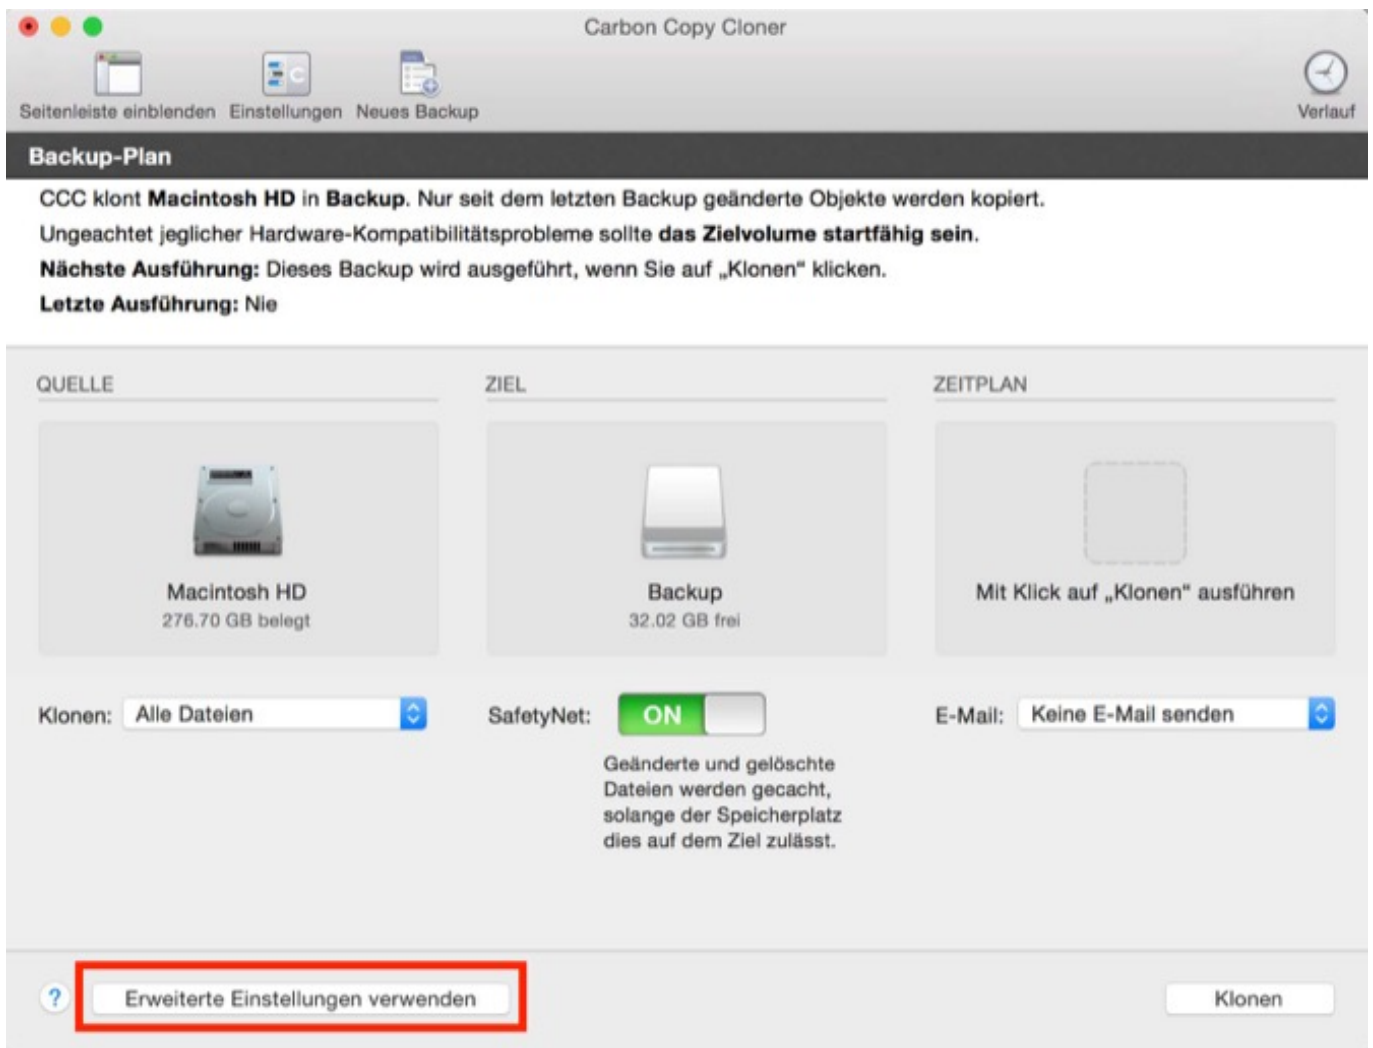 Carbon Copy Cloner
Seitenleiste einblenden Einstellungen Neues Backup Verlauf
Backup-Plan
CCC klont Macintosh HD in Backup. Nur seit dem letzten Backup geänderte Objekte werden kopiert.
Ungeachtet jeglicher Hardware-Kompatibilitätsprobleme sollte das Zielvolume startfähig sein.
Nächste Ausführung: Dieses Backup wird ausgeführt, wenn Sie auf „Klonen“ klicken.
Letzte Ausführung: Nie
QUELLE ZIEL ZEITPLAN
Macintosh HD Backup Mit Klick auf „Klonen“ ausführen
276.70 GB belegt 32.02 GB frei
Klonen: Alle Dateien SafetyNet: ON E-Mail: Keine E-Mail senden
Geänderte und gelöschte
Dateien werden gecacht,
solange der Speicherplatz
dies auf dem Ziel zulässt.
? Erweiterte Einstellungen verwenden Klonen